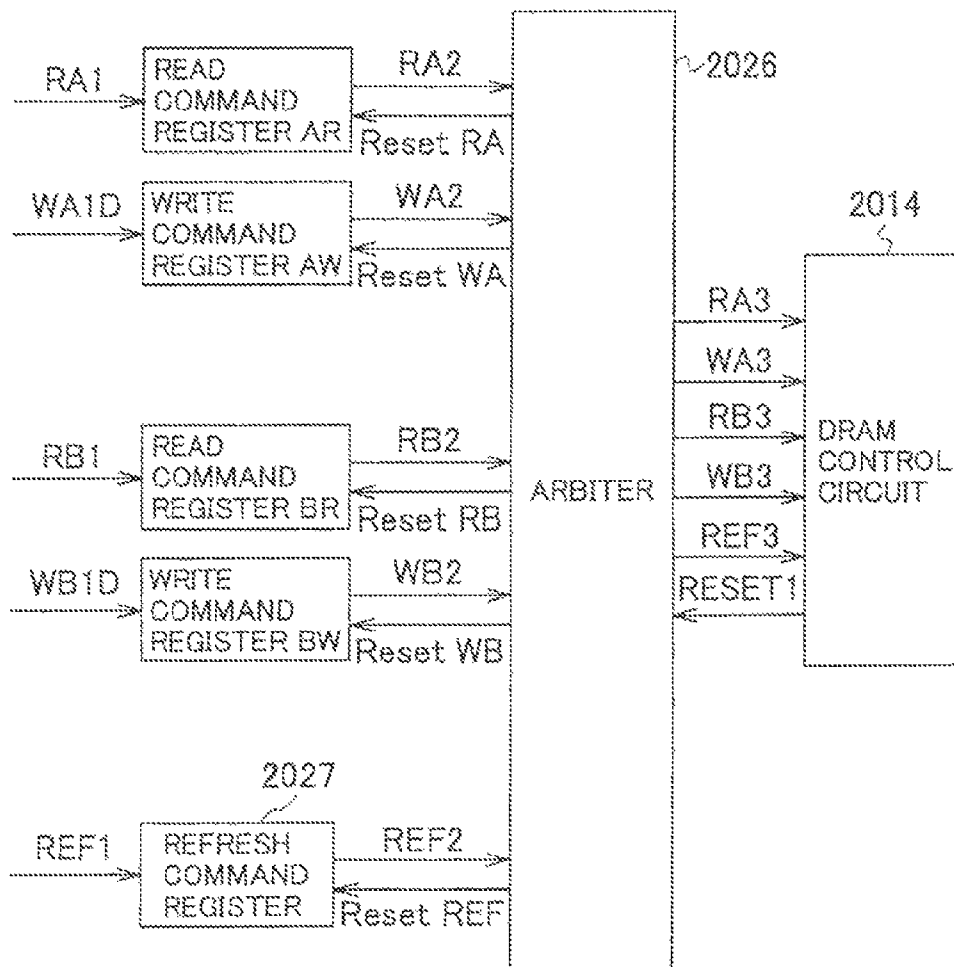 2026
RA1
READ
COMMAND
REGISTER AR
RA2
Reset RA
WA1D
WRITE
COMMAND
REGISTER AW
WA2
Reset WA
2014
RA3
WA3
RB3
WB3
REF3
RESET1
DRAM
CONTROL
CIRCUIT
ARBITER
RB1
READ
COMMAND
REGISTER BR
RB2
Reset RB
WB1D
WRITE
COMMAND
REGISTER BW
WB2
Reset WB
2027
REF1
REFRESH
COMMAND
REGISTER
REF2
Reset REF